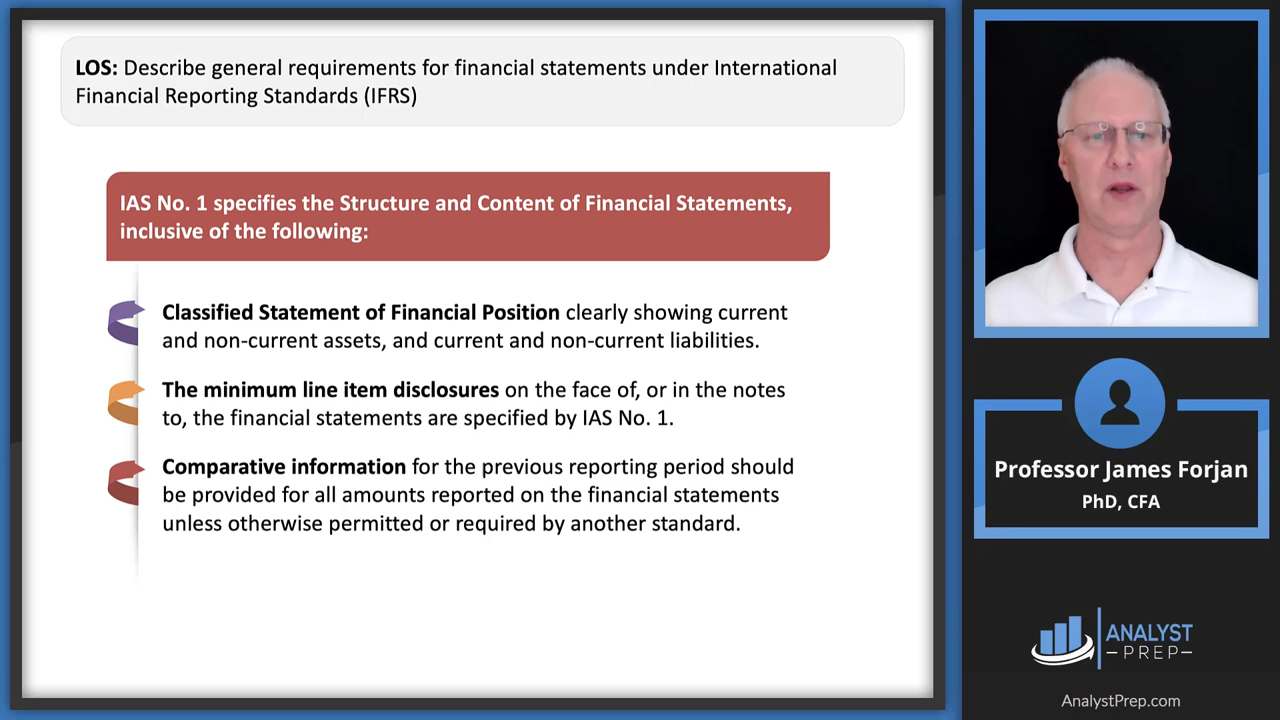 LOS: Describe general requirements for financial statements under International
Financial Reporting Standards (IFRS)
IAS No. 1 specifies the Structure and Content of Financial Statements,
inclusive of the following:
Classified Statement of Financial Position clearly showing current
and non-current assets, and current and non-current liabilities.
The minimum line item disclosures on the face of, or in the notes
to, the financial statements are specified by IAS No. 1.
Comparative information for the previous reporting period should
be provided for all amounts reported on the financial statements
unless otherwise permitted or required by another standard.
Professor James Forjan
PhD, CFA
ANALYST
PREP
AnalystPrep.com